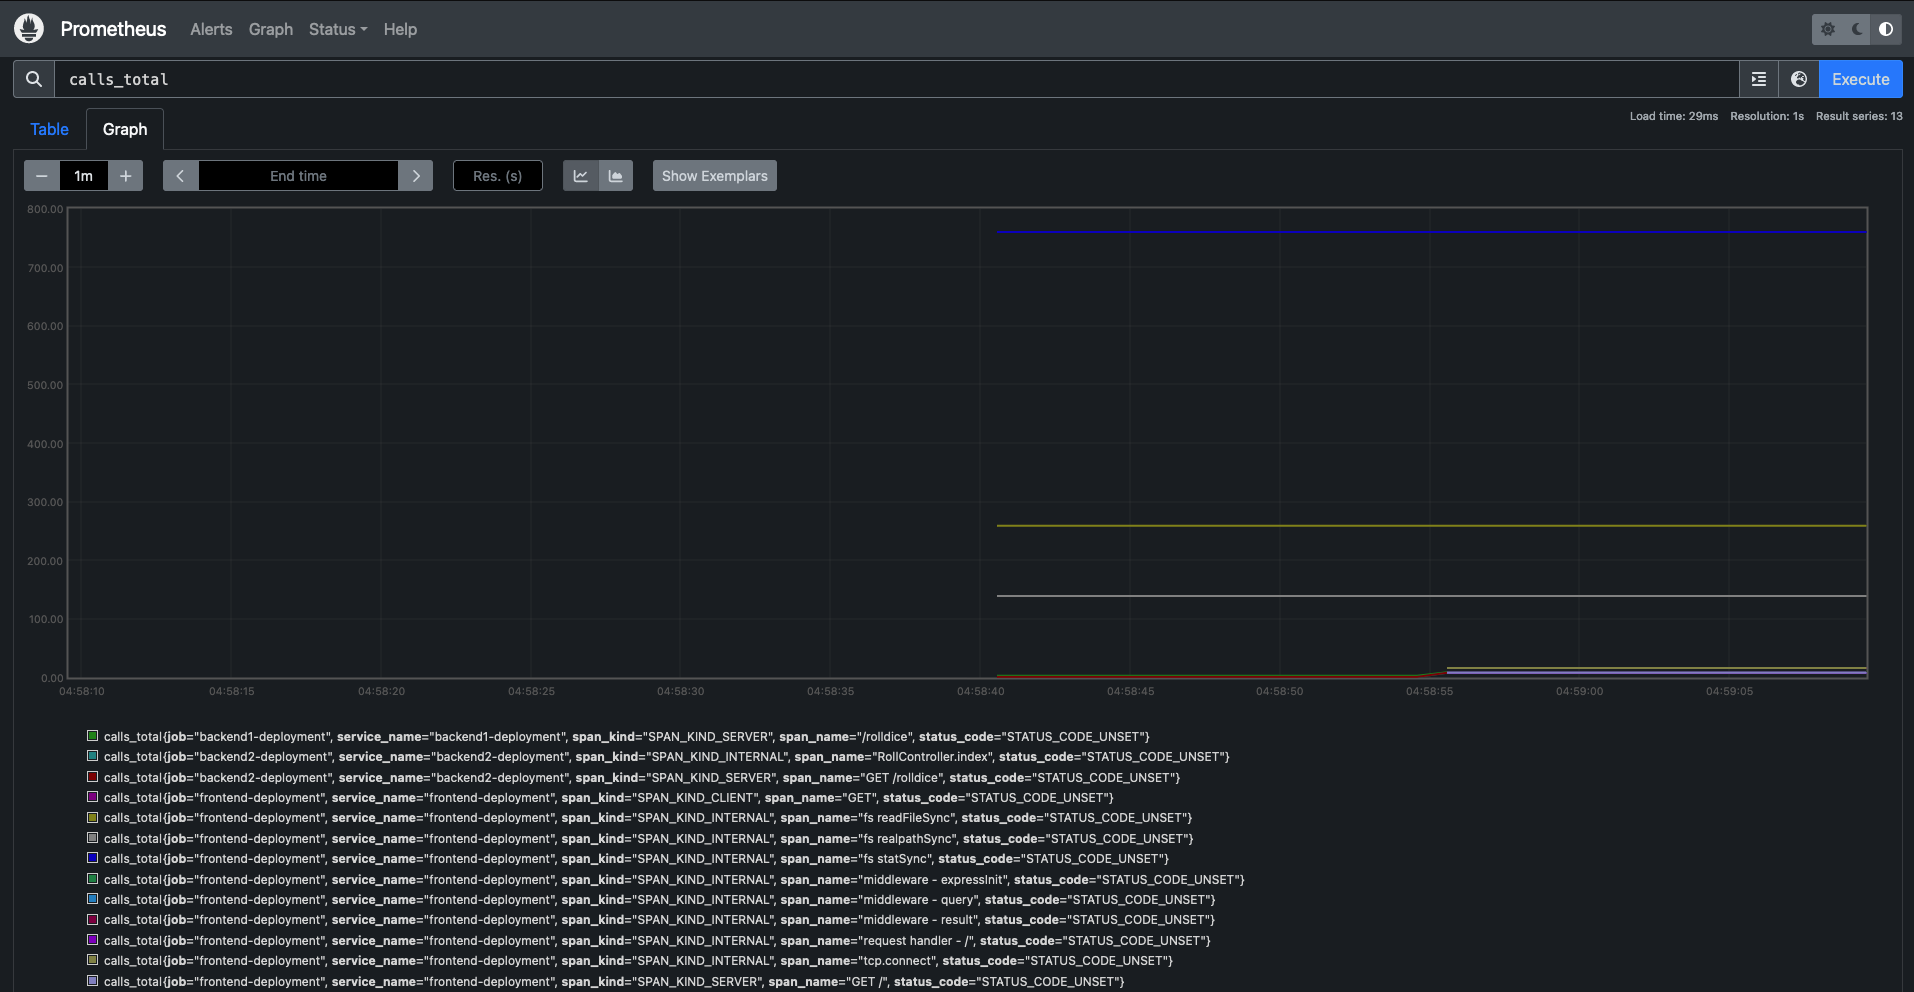 Prometheus Alerts Graph Status Help
calls_total Execute
Load time: 29ms Resolution: 1s Result series: 13
Table Graph
− 1m + End time Res. (s) Show Exemplars
800.00
700.00
600.00
500.00
400.00
300.00
200.00
100.00
0.00
04:58:10 04:58:15 04:58:20 04:58:25 04:58:30 04:58:35 04:58:40 04:58:45 04:58:50 04:58:55 04:59:00 04:59:05
calls_total{job="backend1-deployment", service_name="backend1-deployment", span_kind="SPAN_KIND_SERVER", span_name="/rolldice", status_code="STATUS_CODE_UNSET"}
calls_total{job="backend2-deployment", service_name="backend2-deployment", span_kind="SPAN_KIND_INTERNAL", span_name="RollController.index", status_code="STATUS_CODE_UNSET"}
calls_total{job="backend2-deployment", service_name="backend2-deployment", span_kind="SPAN_KIND_SERVER", span_name="GET /rolldice", status_code="STATUS_CODE_UNSET"}
calls_total{job="frontend-deployment", service_name="frontend-deployment", span_kind="SPAN_KIND_CLIENT", span_name="GET", status_code="STATUS_CODE_UNSET"}
calls_total{job="frontend-deployment", service_name="frontend-deployment", span_kind="SPAN_KIND_INTERNAL", span_name="fs readFileSync", status_code="STATUS_CODE_UNSET"}
calls_total{job="frontend-deployment", service_name="frontend-deployment", span_kind="SPAN_KIND_INTERNAL", span_name="fs realpathSync", status_code="STATUS_CODE_UNSET"}
calls_total{job="frontend-deployment", service_name="frontend-deployment", span_kind="SPAN_KIND_INTERNAL", span_name="fs statSync", status_code="STATUS_CODE_UNSET"}
calls_total{job="frontend-deployment", service_name="frontend-deployment", span_kind="SPAN_KIND_INTERNAL", span_name="middleware - expressInit", status_code="STATUS_CODE_UNSET"}
calls_total{job="frontend-deployment", service_name="frontend-deployment", span_kind="SPAN_KIND_INTERNAL", span_name="middleware - query", status_code="STATUS_CODE_UNSET"}
calls_total{job="frontend-deployment", service_name="frontend-deployment", span_kind="SPAN_KIND_INTERNAL", span_name="middleware - result", status_code="STATUS_CODE_UNSET"}
calls_total{job="frontend-deployment", service_name="frontend-deployment", span_kind="SPAN_KIND_INTERNAL", span_name="request handler - /", status_code="STATUS_CODE_UNSET"}
calls_total{job="frontend-deployment", service_name="frontend-deployment", span_kind="SPAN_KIND_INTERNAL", span_name="tcp.connect", status_code="STATUS_CODE_UNSET"}
calls_total{job="frontend-deployment", service_name="frontend-deployment", span_kind="SPAN_KIND_SERVER", span_name="GET /", status_code="STATUS_CODE_UNSET"}